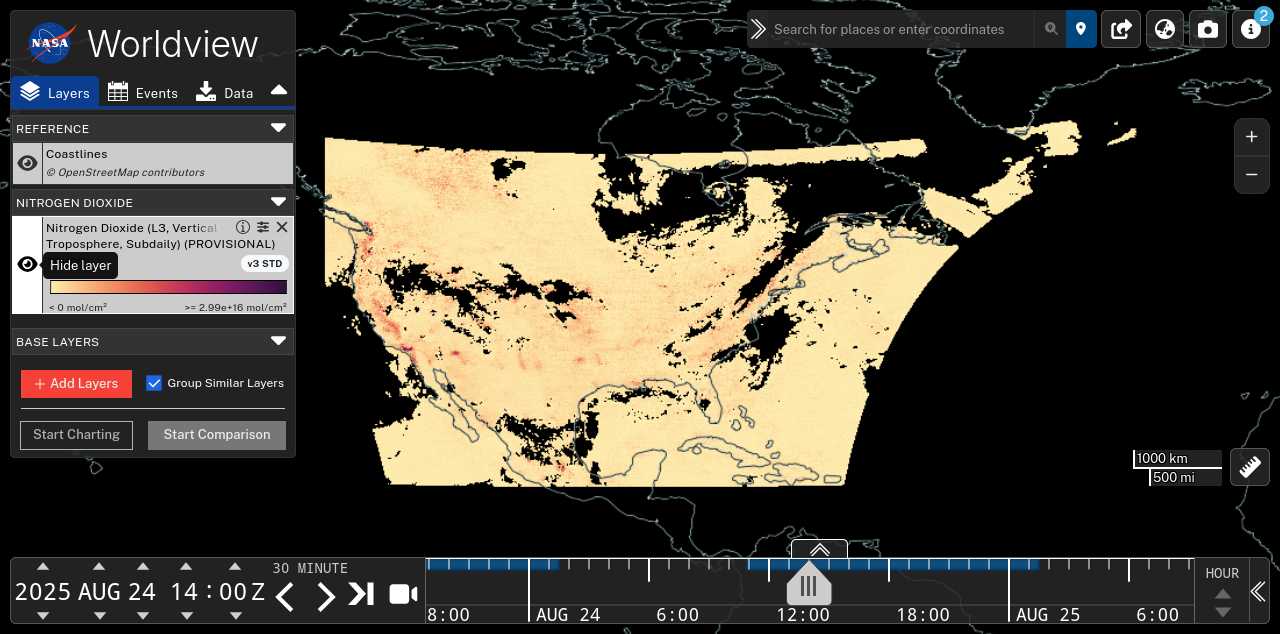 NASA Worldview
Search for places or enter coordinates
2
Layers Events Data
REFERENCE
Coastlines
© OpenStreetMap contributors
NITROGEN DIOXIDE
Nitrogen Dioxide (L3, Vertical
Troposphere, Subdaily) (PROVISIONAL)
Hide layer
v3 STD
< 0 mol/cm² >= 2.99e+16 mol/cm²
BASE LAYERS
+ Add Layers Group Similar Layers
Start Charting Start Comparison
+
−
1000 km
500 mi
2025 AUG 24 14:00 Z
30 MINUTE
8:00 AUG 24 6:00 12:00 18:00 AUG 25 6:00
HOUR